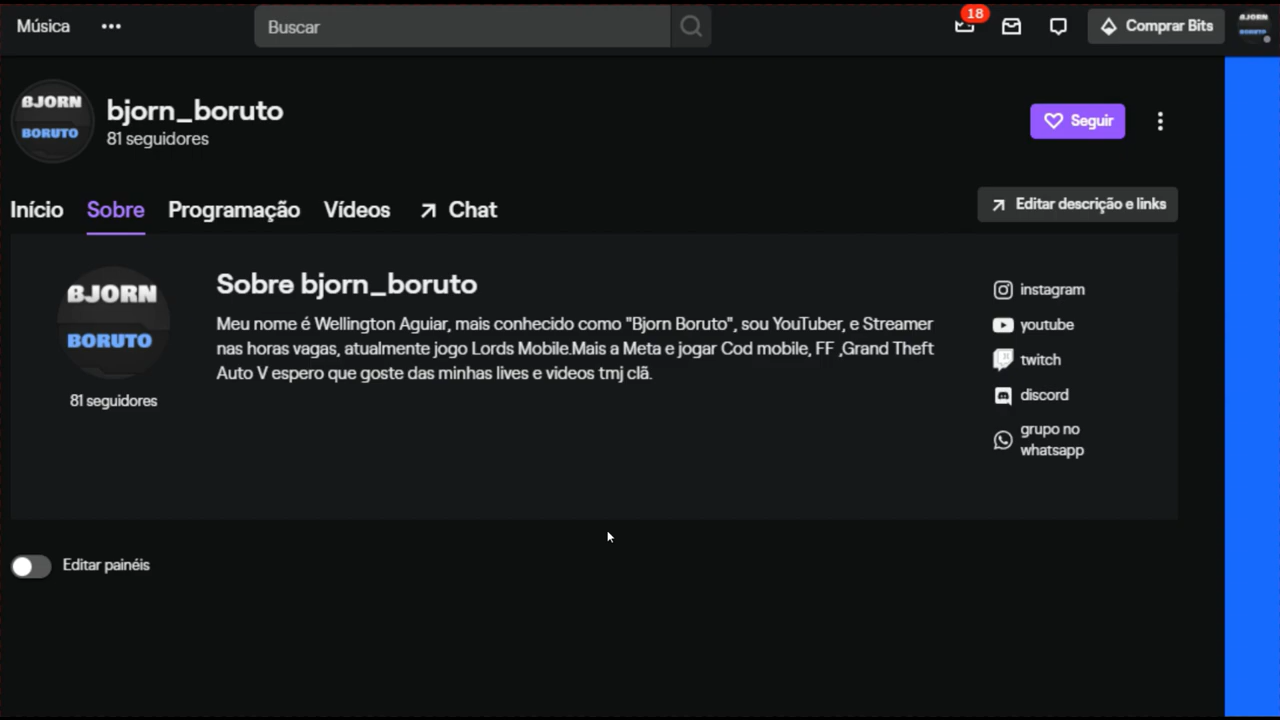 Música
•••
Buscar
18
Comprar Bits
BJORN
BORUTO
BJORN
BORUTO
bjorn_boruto
81 seguidores
Seguir
Início
Sobre
Programação
Vídeos
Chat
Editar descrição e links
BJORN
BORUTO
81 seguidores
Sobre bjorn_boruto
Meu nome é Wellington Aguiar, mais conhecido como "Bjorn Boruto", sou YouTuber, e Streamer
nas horas vagas, atualmente jogo Lords Mobile.Mais a Meta e jogar Cod mobile, FF ,Grand Theft
Auto V espero que goste das minhas lives e videos tmj clã.
instagram
youtube
twitch
discord
grupo no
whatsapp
Editar painéis